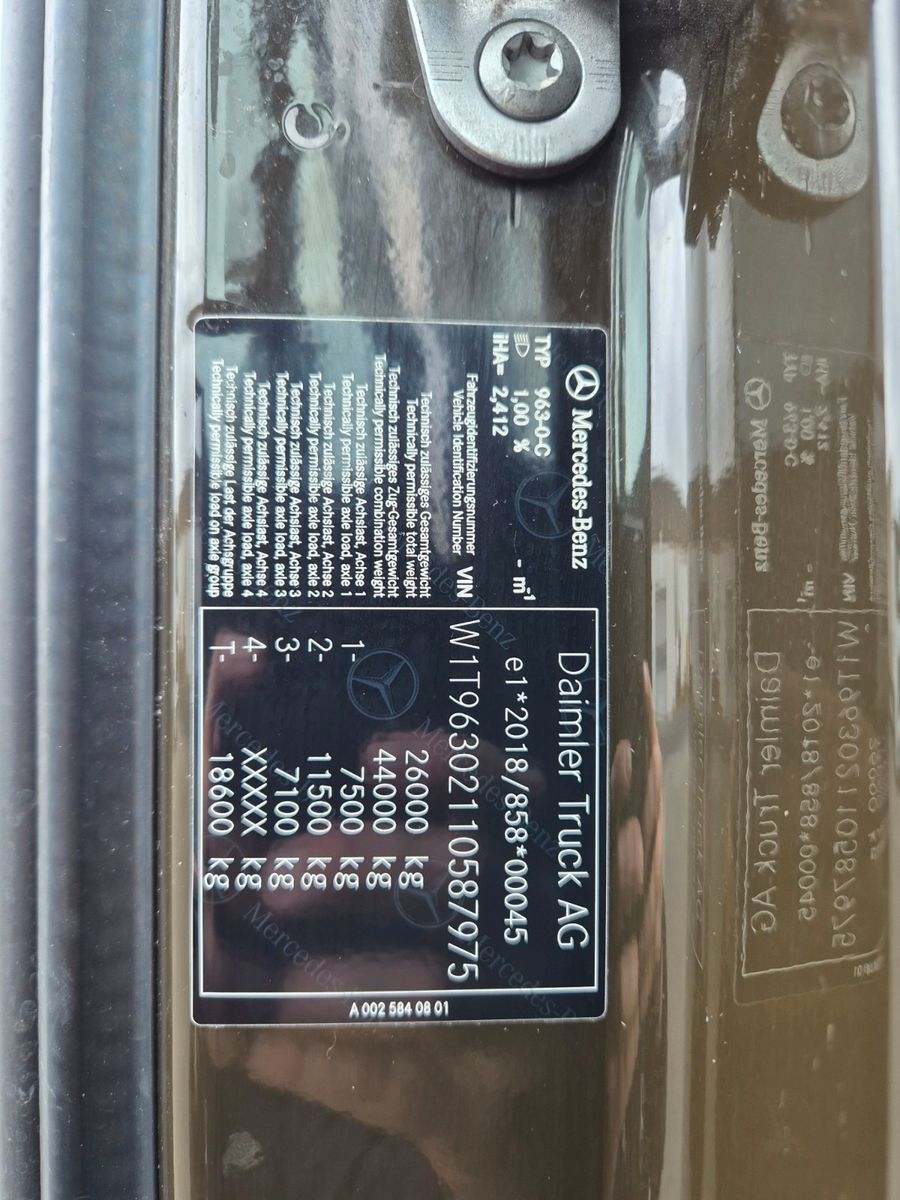 Mercedes-Benz
Daimler Truck AG
TYP 963-0-C
1,00 % - m⁻¹
e1*2018/858*00045
iHA= 2,412
Fahrzeugidentifizierungsnummer
Vehicle Identification Number VIN
W1T96302110587975
Technisch zulässiges Gesamtgewicht
Technically permissible total weight
26000 kg
Technisch zulässiges Zug-Gesamtgewicht
Technically permissible combination weight
44000 kg
Technisch zulässige Achslast, Achse 1
Technically permissible axle load, axle 1
1- 7500 kg
Technisch zulässige Achslast, Achse 2
Technically permissible axle load, axle 2
2- 11500 kg
Technisch zulässige Achslast, Achse 3
Technically permissible axle load, axle 3
3- 7100 kg
Technisch zulässige Achslast, Achse 4
Technically permissible axle load, axle 4
4- XXXXX kg
Technisch zulässige Last der Achsgruppe
Technically permissible load on axle group
T- 18600 kg
A 002 584 08 01